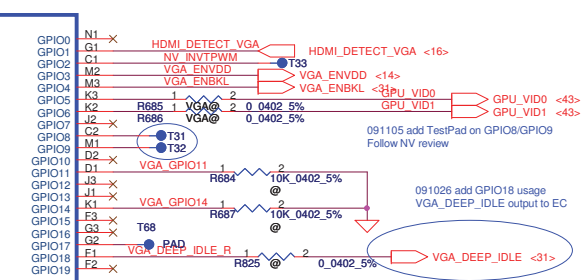 GPIO0 N1
GPIO1 G1 HDMI_DETECT_VGA HDMI_DETECT_VGA <16>
GPIO2 C1 NV_INVTPWM T33
GPIO3 M2 VGA_ENVDD VGA_ENVDD <14>
GPIO4 M3 VGA_ENBKL VGA_ENBKL <31>
GPIO5 K3 1 2 GPU_VID0 GPU_VID0 <43>
R685 VGA@ 0_0402_5%
GPIO6 K2 1 2 GPU_VID1 GPU_VID1 <43>
R686 VGA@ 0_0402_5%
GPIO7 J2
GPIO8 C2 T31
GPIO9 M1 T32
091105 add TestPad on GPIO8/GPIO9
Follow NV review
GPIO10 D2
GPIO11 D1 VGA_GPIO11 1 2
R684 10K_0402_5%
@
GPIO12 J3
GPIO13 J1
GPIO14 K1 VGA_GPIO14 1 2
R687 10K_0402_5%
@
091026 add GPIO18 usage
VGA_DEEP_IDLE output to EC
GPIO15 F3
GPIO16 G3 T68
GPIO17 G2 PAD
GPIO18 F1 VGA_DEEP_IDLE_R 1 2 VGA_DEEP_IDLE <31>
R825 @ 0_0402_5%
GPIO19 F2